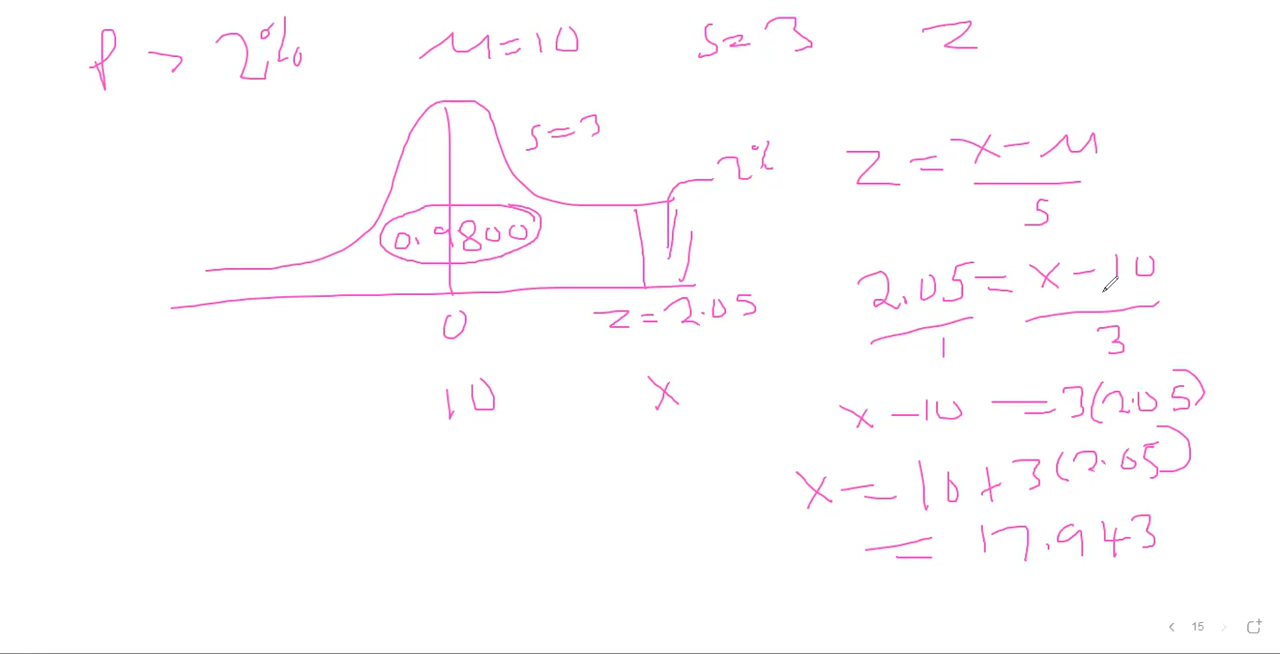 P > 2% μ = 10 s = 3 z
s = 3
2%
z = x - μ
s
0.9800
2.05 = x - 10
1 3
0 z = 2.05
10 x
x - 10 = 3(2.05)
x = 10 + 3(2.05)
= 17.943
15